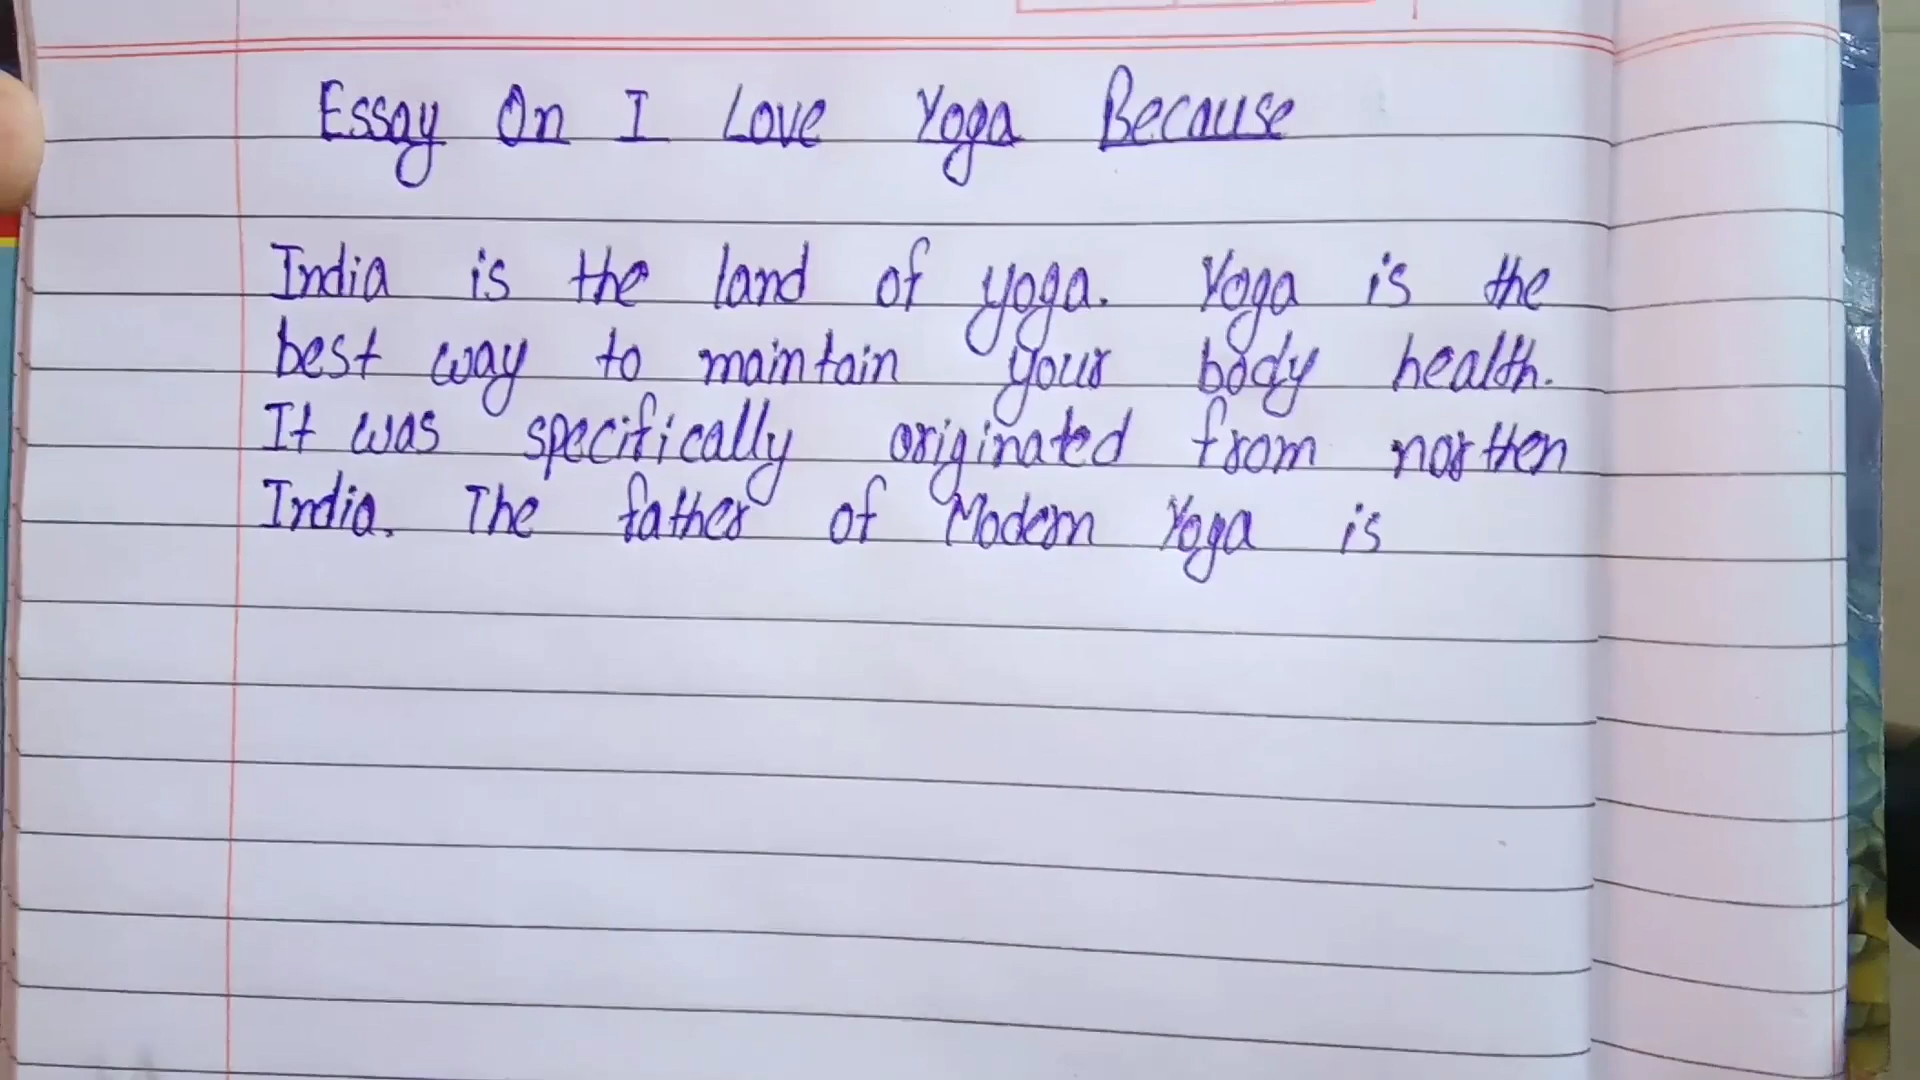 Essay On I Love Yoga Because
India is the land of yoga. Yoga is the
best way to maintain your body health.
It was specifically originated from northen
India. The father of Modern Yoga is